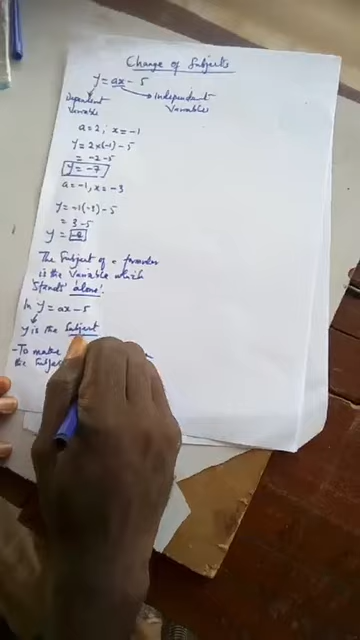 Change of Subjects
y = ax - 5
Dependent Variable
Independent Variables
a = 2, x = -1
y = 2x(-1) - 5
= -2 - 5
y = -7
a = -1, x = -3
y = -1(-3) - 5
= 3 - 5
y =
The Subject of a formular
is the Variable which
'Stands' alone'.
In y = ax - 5
y is the Subject
- To make
the Subject